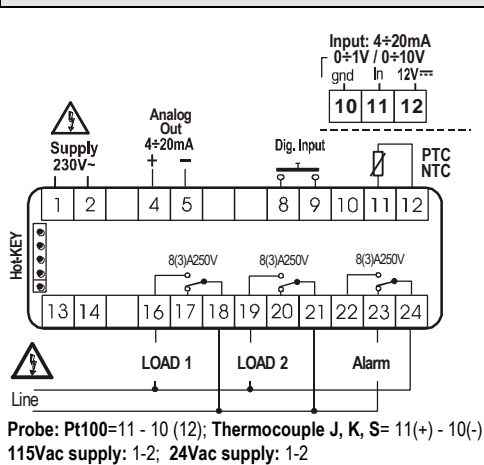 Input: 4÷20mA
0÷1V / 0÷10V
gnd In 12V⎓
10 11 12
Supply
230V~
Analog
Out
4÷20mA
+ −
Dig. Input
PTC
NTC
1 2 4 5 8 9 10 11 12
Hot-KEY
8(3)A250V 8(3)A250V 8(3)A250V
13 14 16 17 18 19 20 21 22 23 24
LOAD 1 LOAD 2 Alarm
Line
Probe: Pt100=11 - 10 (12); Thermocouple J, K, S= 11(+) - 10(-)
115Vac supply: 1-2; 24Vac supply: 1-2